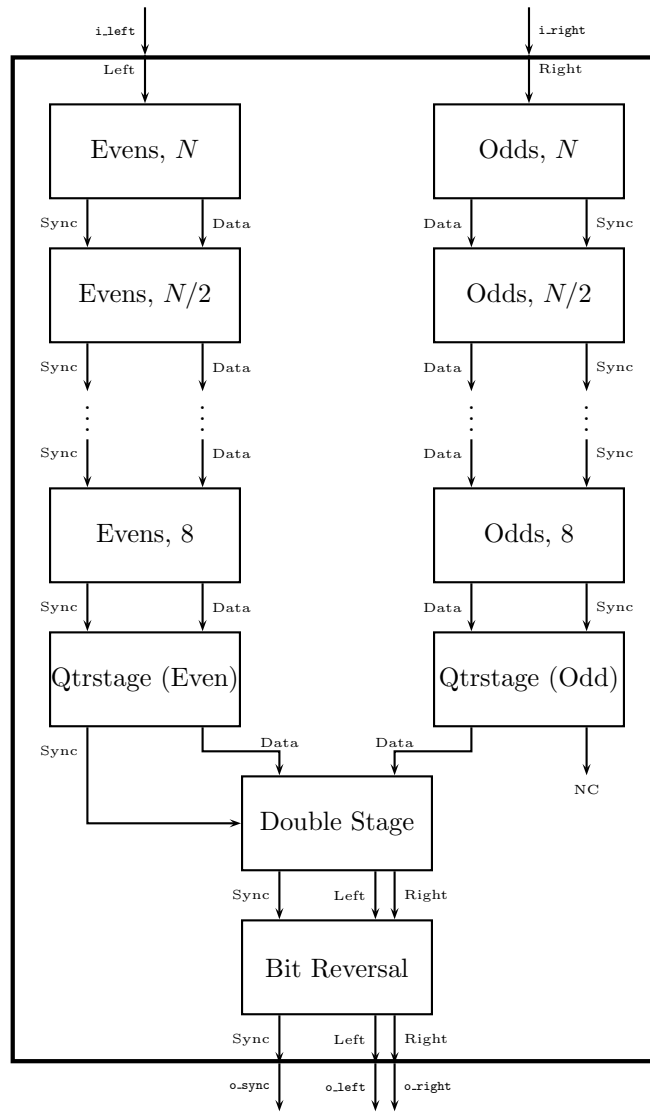 i_left i_right
Left Right
Evens, N Odds, N
Sync Data Data Sync
Evens, N/2 Odds, N/2
Sync Data Data Sync
Sync Data Data Sync
Evens, 8 Odds, 8
Sync Data Data Sync
Qtrstage (Even) Qtrstage (Odd)
Sync Data Data
NC
Double Stage
Sync Left Right
Bit Reversal
Sync Left Right
o_sync o_left o_right